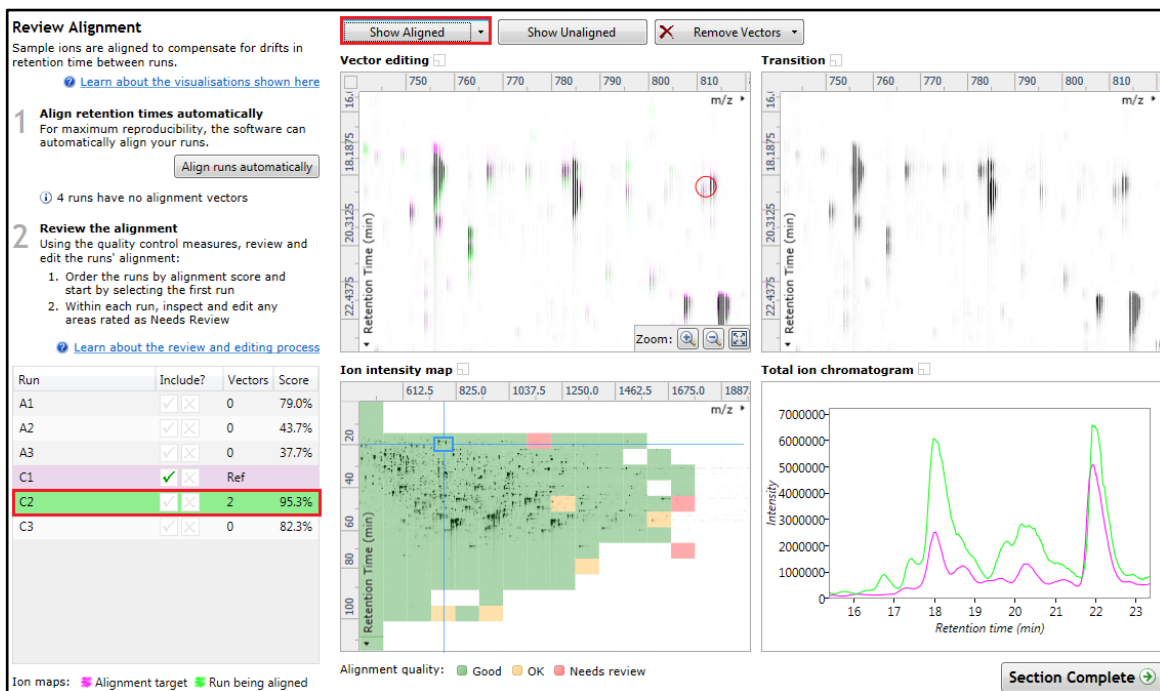 Review Alignment
Sample ions are aligned to compensate for drifts in
retention time between runs.
Learn about the visualisations shown here
1 Align retention times automatically
For maximum reproducibility, the software can
automatically align your runs.
Align runs automatically
4 runs have no alignment vectors
2 Review the alignment
Using the quality control measures, review and
edit the runs' alignment:
1. Order the runs by alignment score and
start by selecting the first run
2. Within each run, inspect and edit any
areas rated as Needs Review
Learn about the review and editing process
Run Include? Vectors Score
A1 0 79.0%
A2 0 43.7%
A3 0 37.7%
C1 Ref
C2 2 95.3%
C3 0 82.3%
Ion maps: Alignment target Run being aligned
Show Aligned Show Unaligned Remove Vectors
Vector editing
750 760 770 780 790 800 810
m/z
18.1875
20.3125
22.4375
Retention Time (min)
Zoom:
Transition
750 760 770 780 790 800 810
m/z
18.1875
20.3125
22.4375
Retention Time (min)
Ion intensity map
612.5 825.0 1037.5 1250.0 1462.5 1675.0 1887
m/z
20
40
60
80
100
Retention Time (min)
Alignment quality: Good OK Needs review
Total ion chromatogram
7000000
6000000
5000000
4000000
3000000
2000000
1000000
0
Intensity
16 17 18 19 20 21 22 23
Retention time (min)
Section Complete